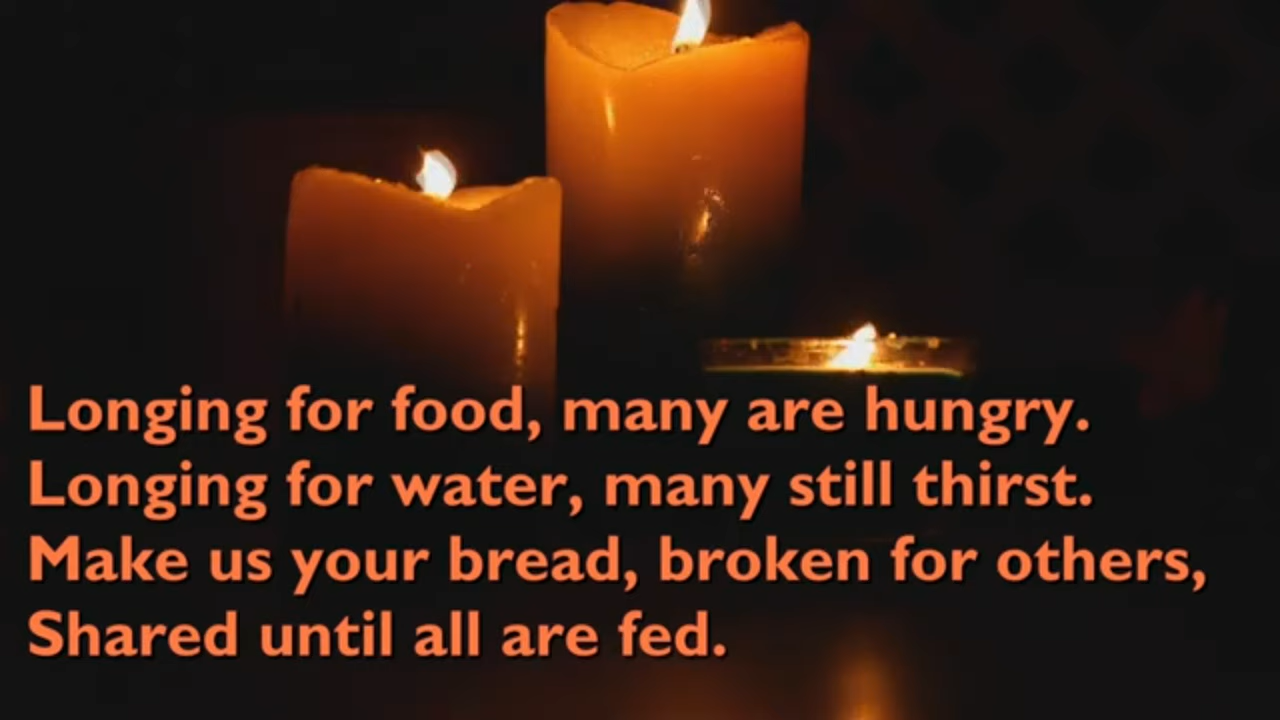 Longing for food, many are hungry.
Longing for water, many still thirst.
Make us your bread, broken for others,
Shared until all are fed.